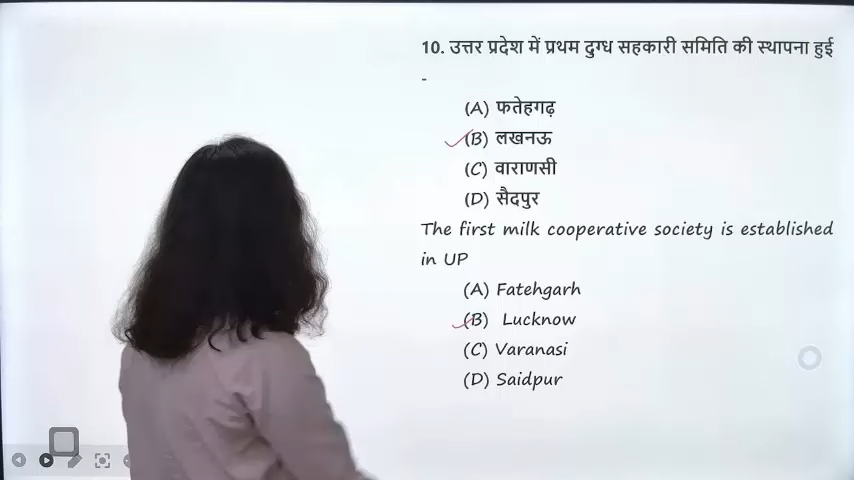 10. उत्तर प्रदेश में प्रथम दुग्ध सहकारी समिति की स्थापना हुई
-
(A) फतेहगढ़
(B) लखनऊ
(C) वाराणसी
(D) सैदपुर
The first milk cooperative society is established
in UP
(A) Fatehgarh
(B) Lucknow
(C) Varanasi
(D) Saidpur